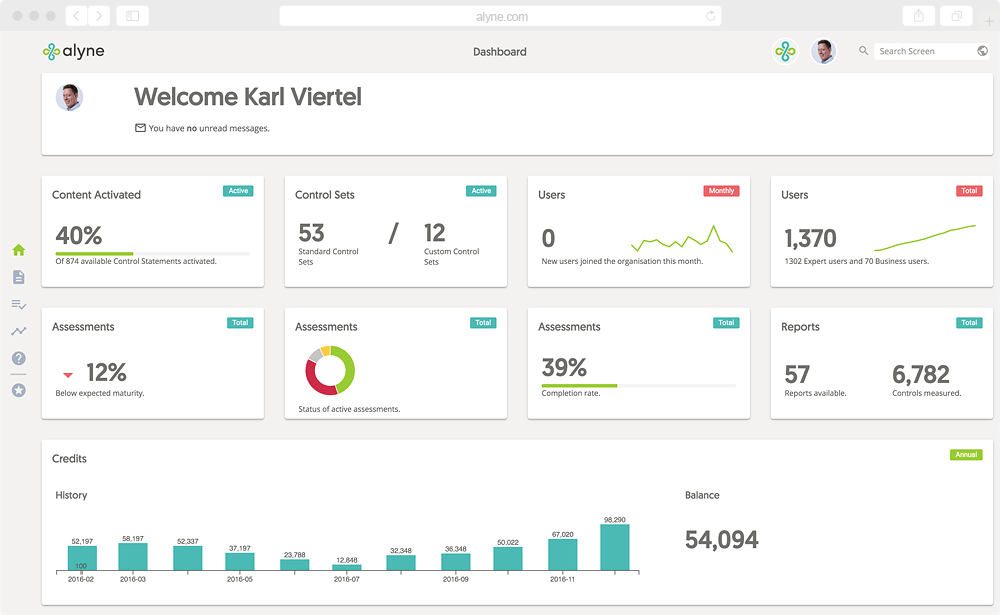 alyne.com
alyne
Dashboard
Search Screen
Welcome Karl Viertel
You have no unread messages.
Content Activated
Active
40%
Of 874 available Control Statements activated.
Control Sets
Active
53 / 12
Standard Control Sets
Custom Control Sets
Users
Monthly
0
New users joined the organisation this month.
Users
Total
1,370
1302 Expert users and 70 Business users.
Assessments
Total
12%
Below expected maturity.
Assessments
Total
Status of active assessments.
Assessments
Total
39%
Completion rate.
Reports
Total
57
Reports available.
6,782
Controls measured.
Credits
Annual
History
52,197
58,197
52,337
37,197
23,788
12,848
32,348
36,348
50,022
67,020
98,290
100
2016-02
2016-03
2016-05
2016-07
2016-09
2016-11
Balance
54,094